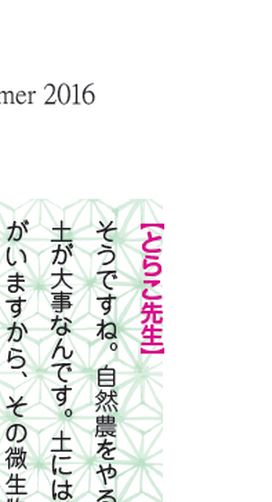 mer 2016
【とらこ先生】
そうですね。自然農をやる
土が大事なんです。土には
がいますから、その微生